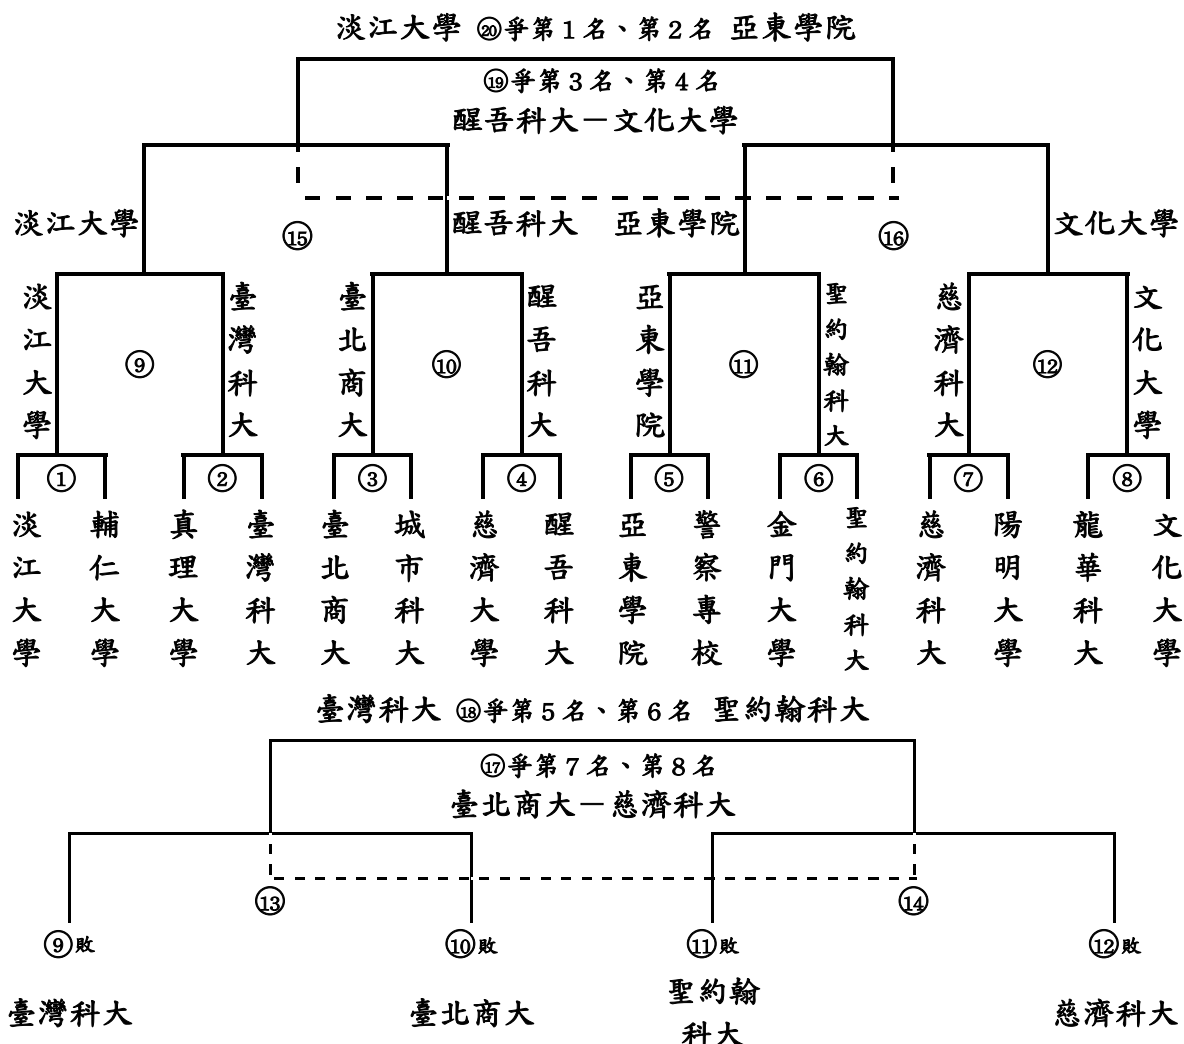 淡江大學 ⑳爭第1名、第2名 亞東學院
⑲爭第3名、第4名
醒吾科大－文化大學
淡江大學
⑮
醒吾科大
亞東學院
⑯
文化大學
淡江大學
⑨
臺灣科大
臺北商大
⑩
醒吾科大
亞東學院
⑪
聖約翰科大
慈濟科大
⑫
文化大學
①
②
③
④
⑤
⑥
⑦
⑧
淡江大學
輔仁大學
真理大學
臺灣科大
臺北商大
城市科大
慈濟大學
醒吾科大
亞東學院
警察專校
金門大學
聖約翰科大
慈濟科大
陽明大學
龍華科大
文化大學
臺灣科大 ⑱爭第5名、第6名 聖約翰科大
⑰爭第7名、第8名
臺北商大－慈濟科大
⑬
⑭
⑨敗
⑩敗
⑪敗
⑫敗
臺灣科大
臺北商大
聖約翰
科大
慈濟科大